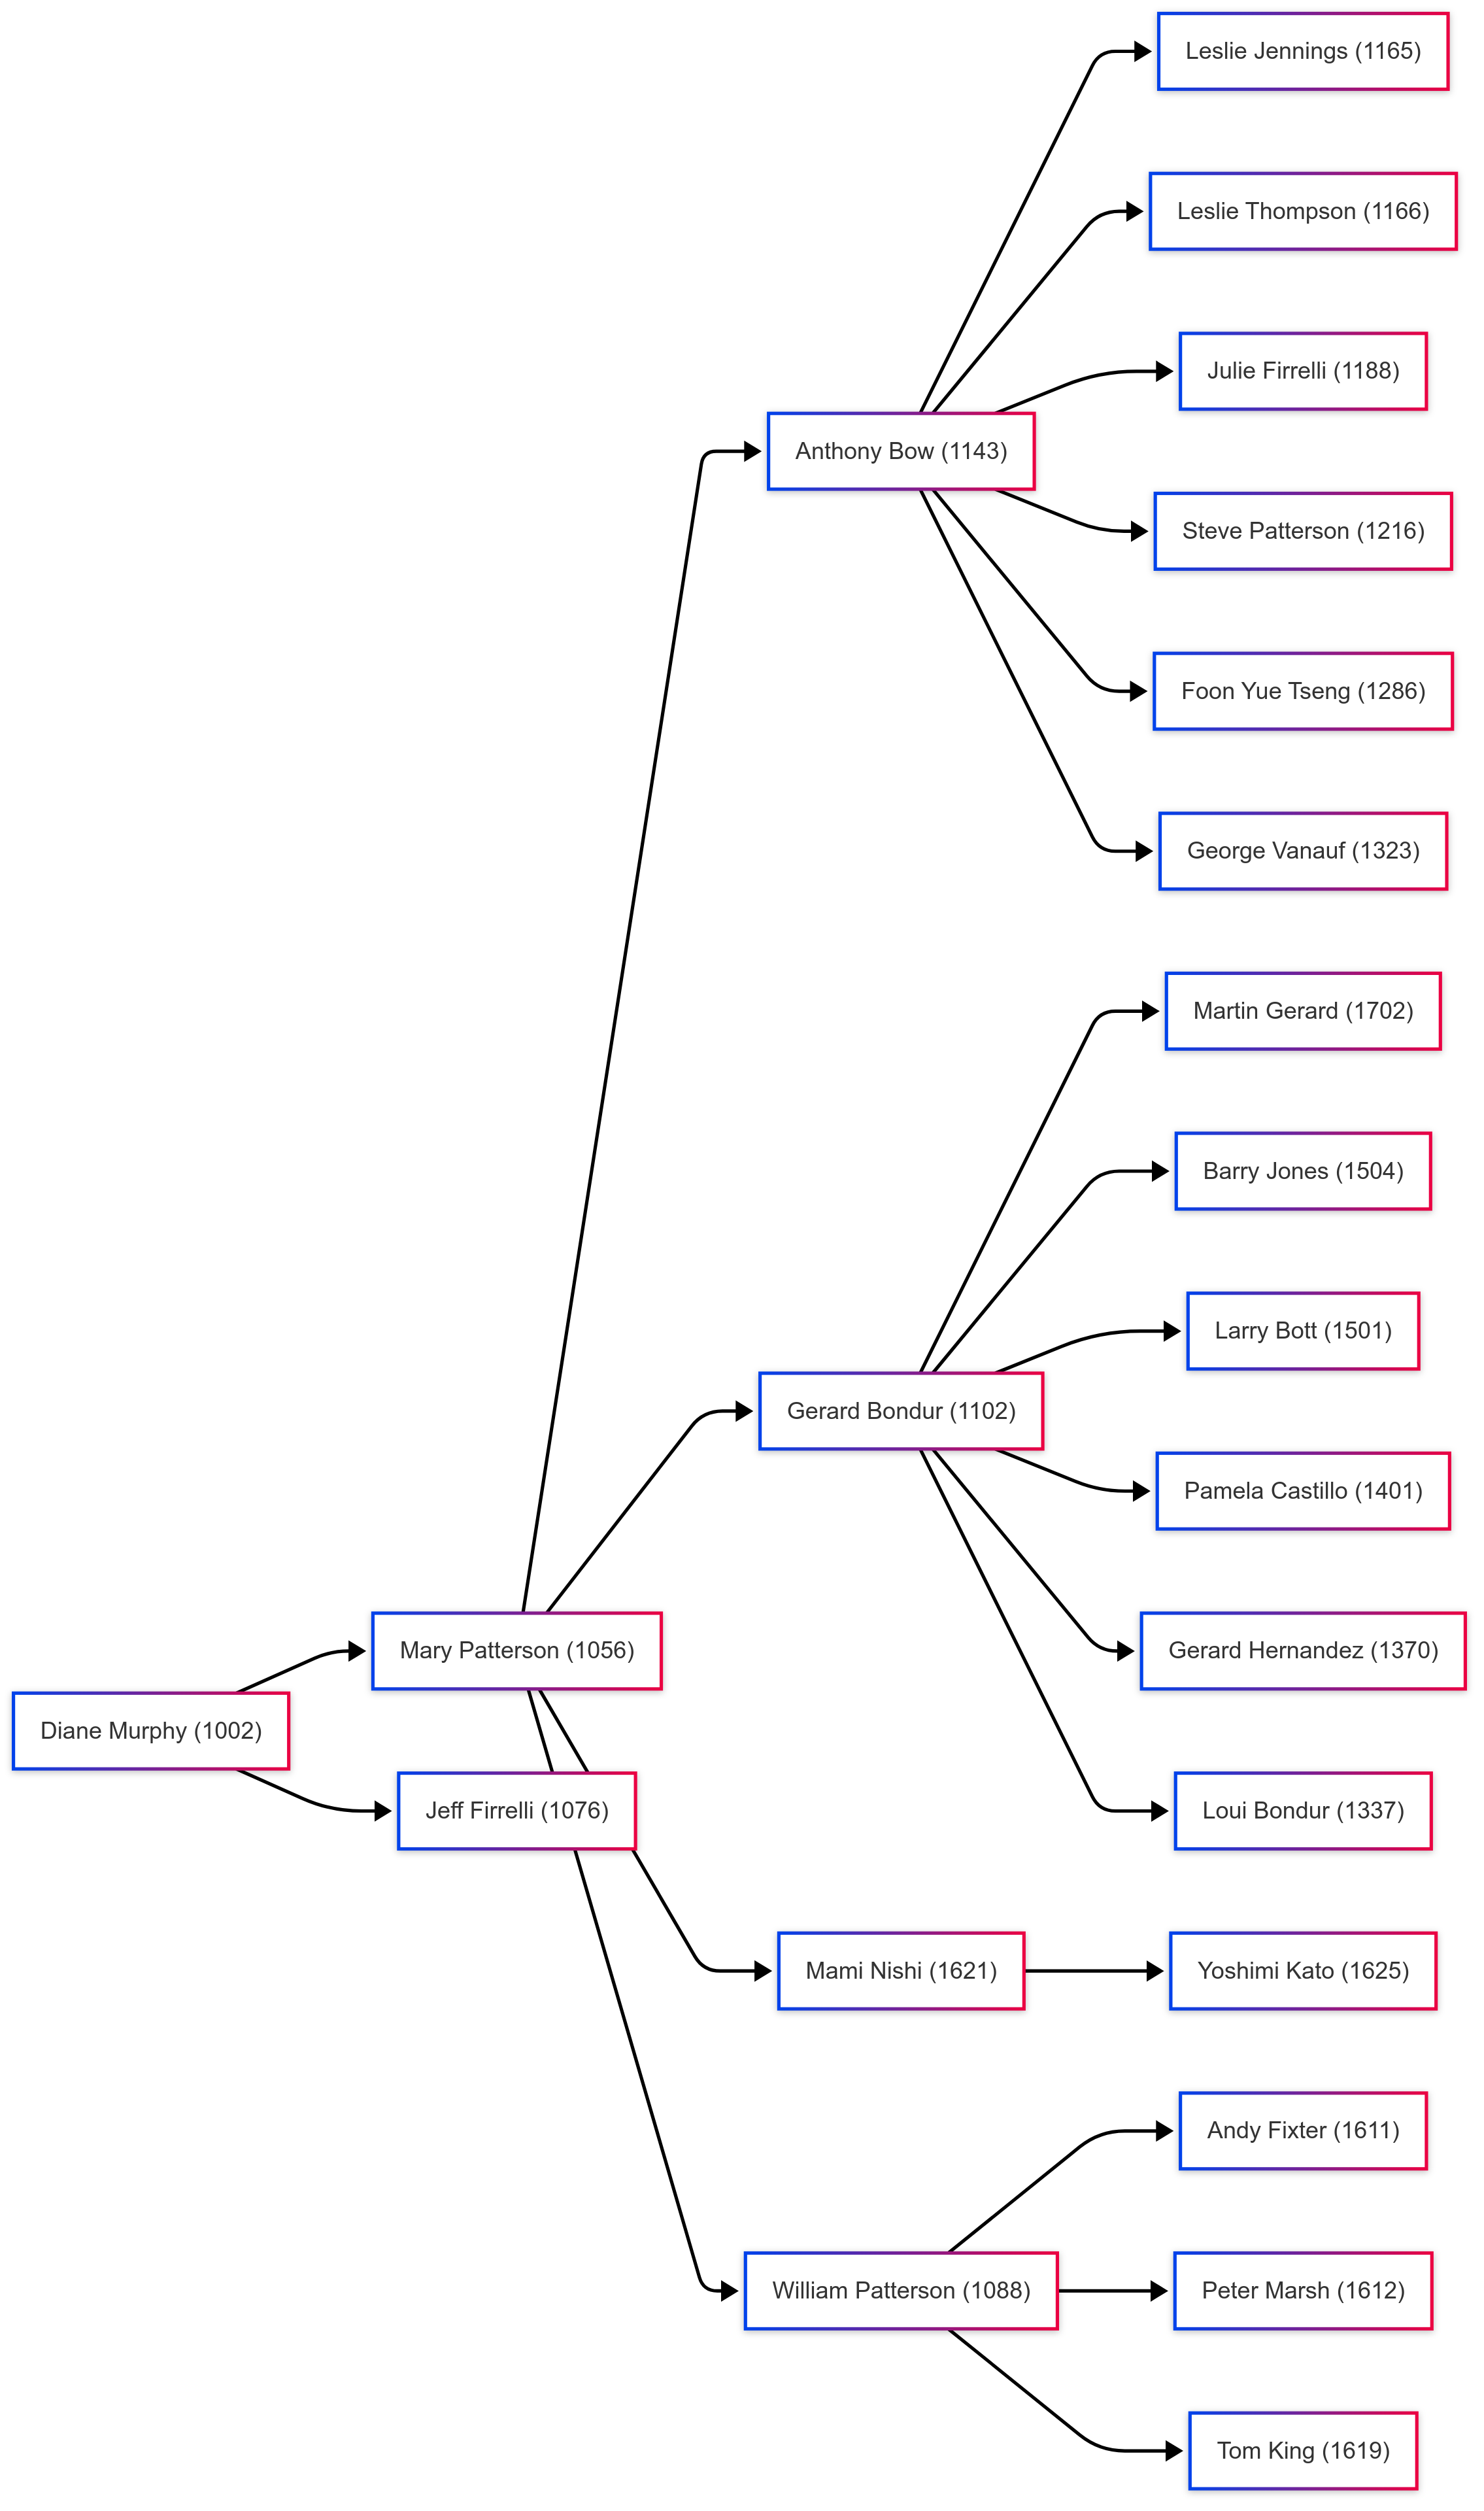 Leslie Jennings (1165)
Leslie Thompson (1166)
Julie Firrelli (1188)
Anthony Bow (1143)
Steve Patterson (1216)
Foon Yue Tseng (1286)
George Vanauf (1323)
Martin Gerard (1702)
Barry Jones (1504)
Larry Bott (1501)
Gerard Bondur (1102)
Pamela Castillo (1401)
Mary Patterson (1056)
Gerard Hernandez (1370)
Diane Murphy (1002)
Jeff Firrelli (1076)
Loui Bondur (1337)
Mami Nishi (1621)
Yoshimi Kato (1625)
Andy Fixter (1611)
William Patterson (1088)
Peter Marsh (1612)
Tom King (1619)